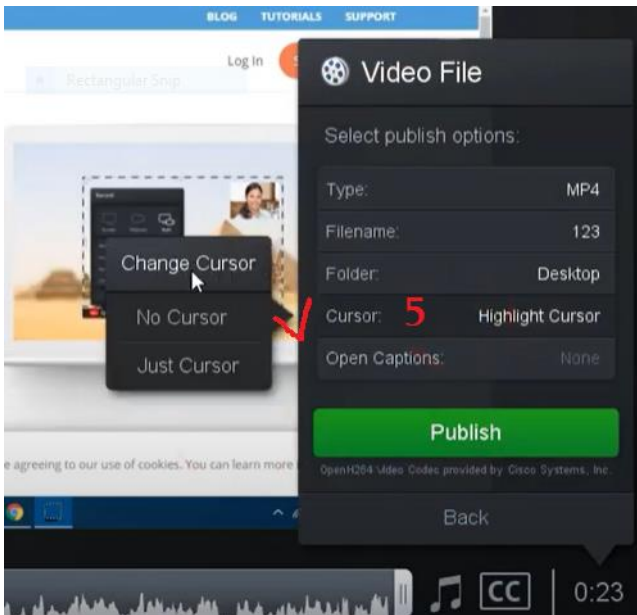 BLOG TUTORIALS SUPPORT
Log In
Rectangular Snip
Video File
Select publish options:
Type: MP4
Filename: 123
Folder: Desktop
Cursor: 5 Highlight Cursor
Open Captions: None
Change Cursor
No Cursor
Just Cursor
Publish
OpenH264 Video Codec provided by Cisco Systems, Inc.
e agreeing to our use of cookies. You can learn more
Back
CC 0:23